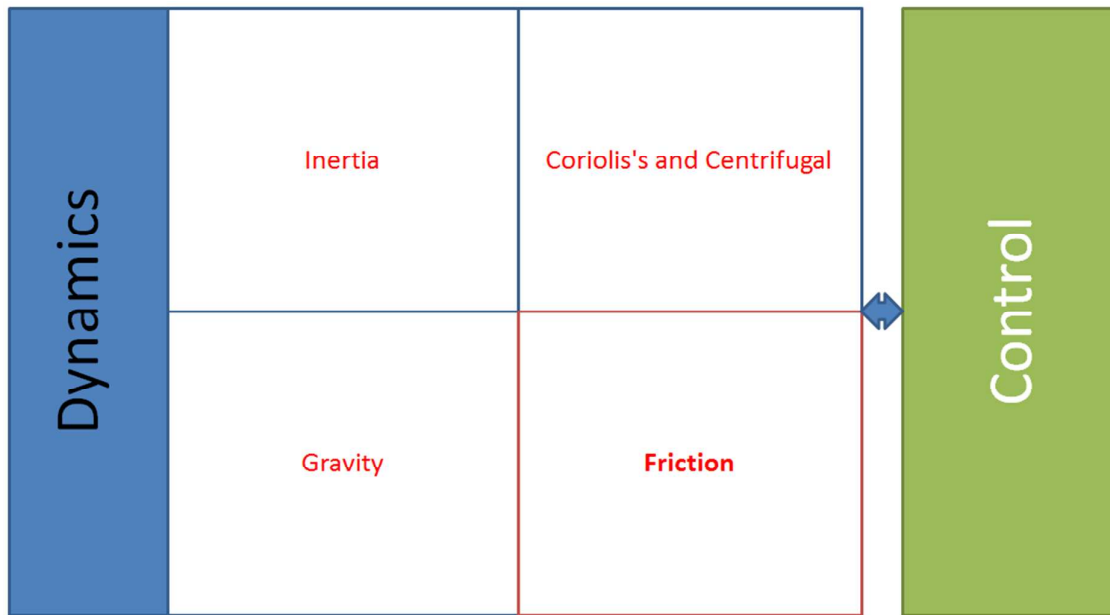 Dynamics
Inertia
Coriolis's and Centrifugal
Gravity
Friction
Control